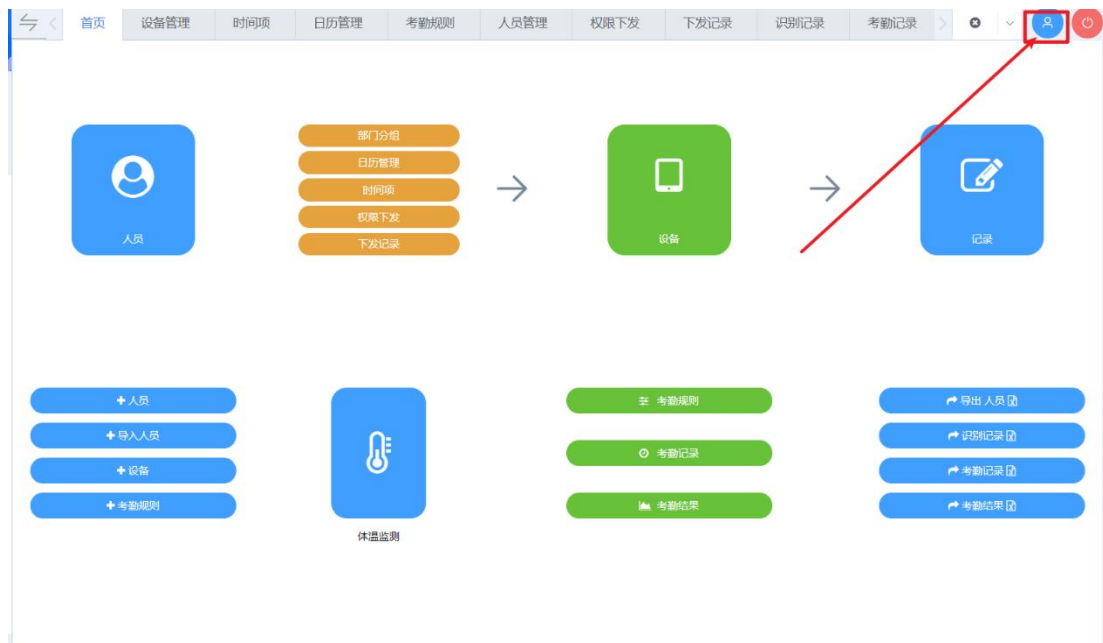 首页 设备管理 时间项 日历管理 考勤规则 人员管理 权限下发 下发记录 识别记录 考勤记录
人员
部门分组
日历管理
时间项
权限下发
下发记录
设备
记录
人员
导入人员
设备
考勤规则
体温监测
考勤规则
考勤记录
考勤结果
导出 人员
识别记录
考勤记录
考勤结果